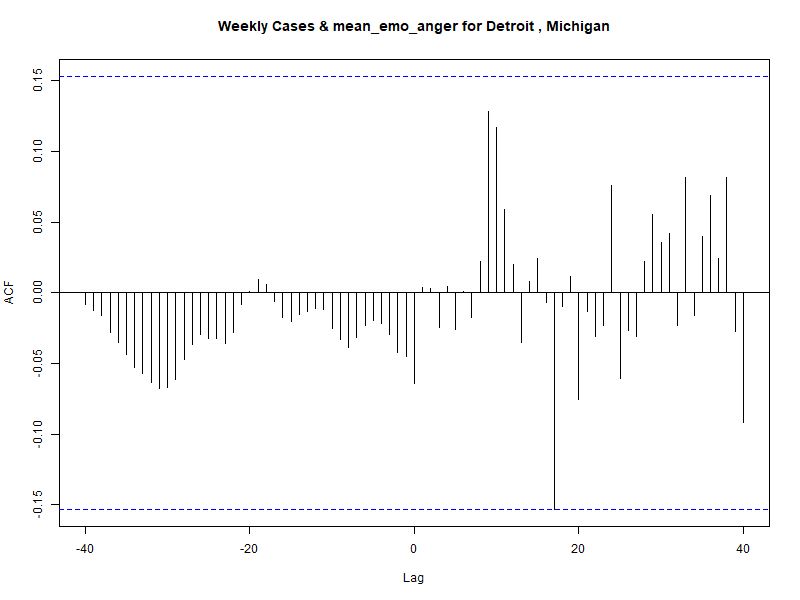 Weekly Cases & mean_emo_anger for Detroit , Michigan
ACF
0.15
0.10
0.05
0.00
-0.05
-0.10
-0.15
-40 -20 0 20 40
Lag